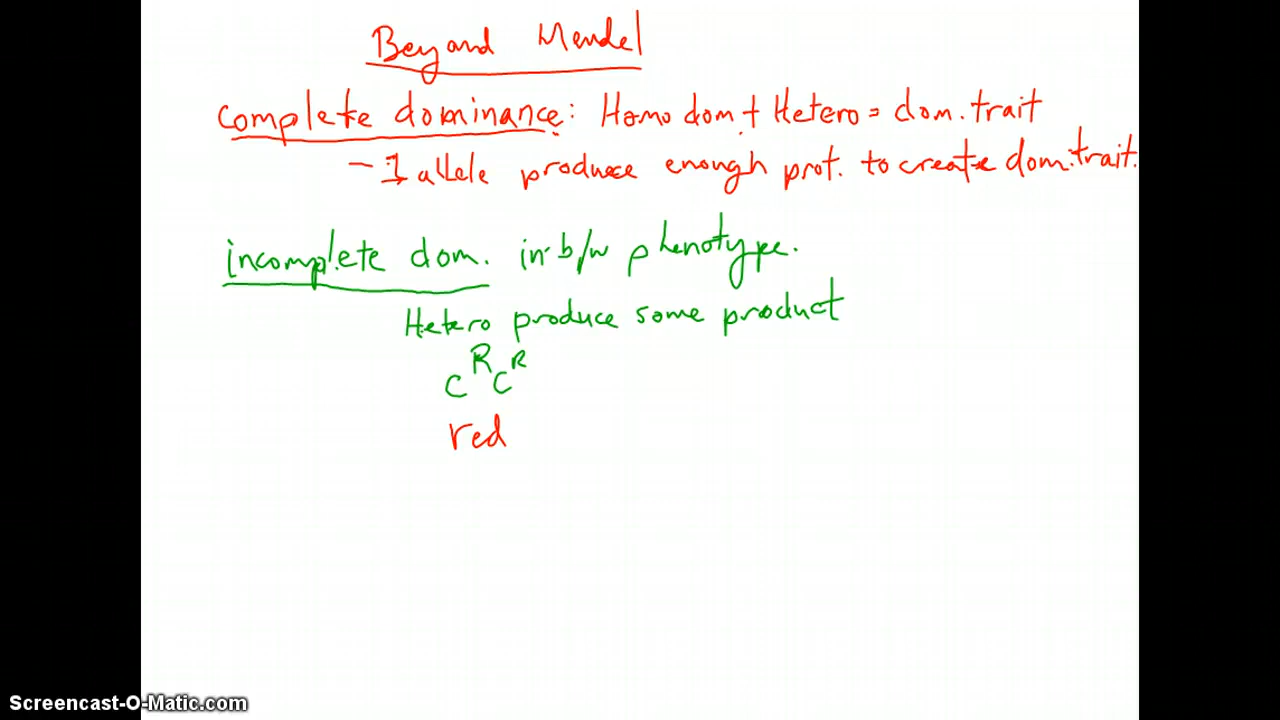 Beyond Mendel
complete dominance: Homo dom + Hetero = dom. trait
- 1 allele produce enough prot. to create dom. trait.
incomplete dom. in b/w phenotype.
Hetero produce some product
C^R C^R
red
Screencast-O-Matic.com